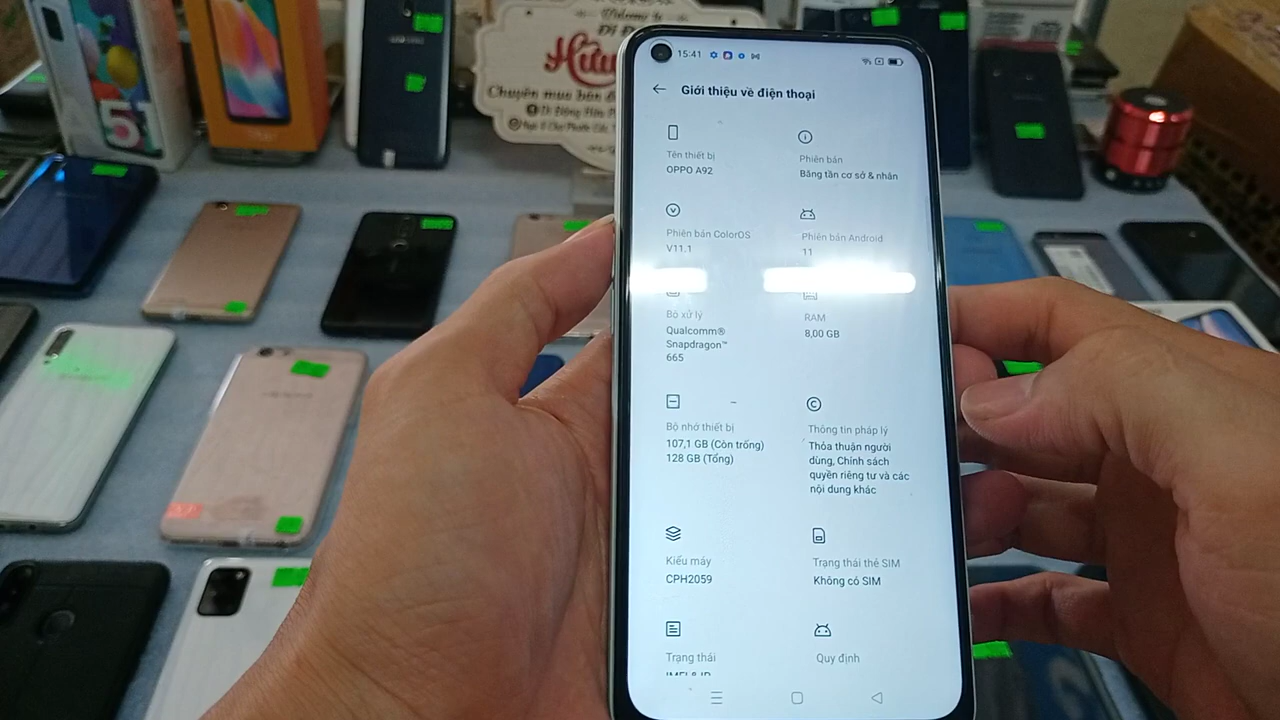 Welcome to
Chuyên mua bán
15:41
Giới thiệu về điện thoại
Tên thiết bị
OPPO A92
Phiên bản
Băng tần cơ sở & nhân
Phiên bản ColorOS
V11.1
Phiên bản Android
11
Bộ xử lý
Qualcomm®
Snapdragon™
665
RAM
8,00 GB
Bộ nhớ thiết bị
107,1 GB (Còn trống)
128 GB (Tổng)
Thông tin pháp lý
Thỏa thuận người
dùng, Chính sách
quyền riêng tư và các
nội dung khác
Kiểu máy
CPH2059
Trạng thái thẻ SIM
Không có SIM
Trạng thái
Quy định
5